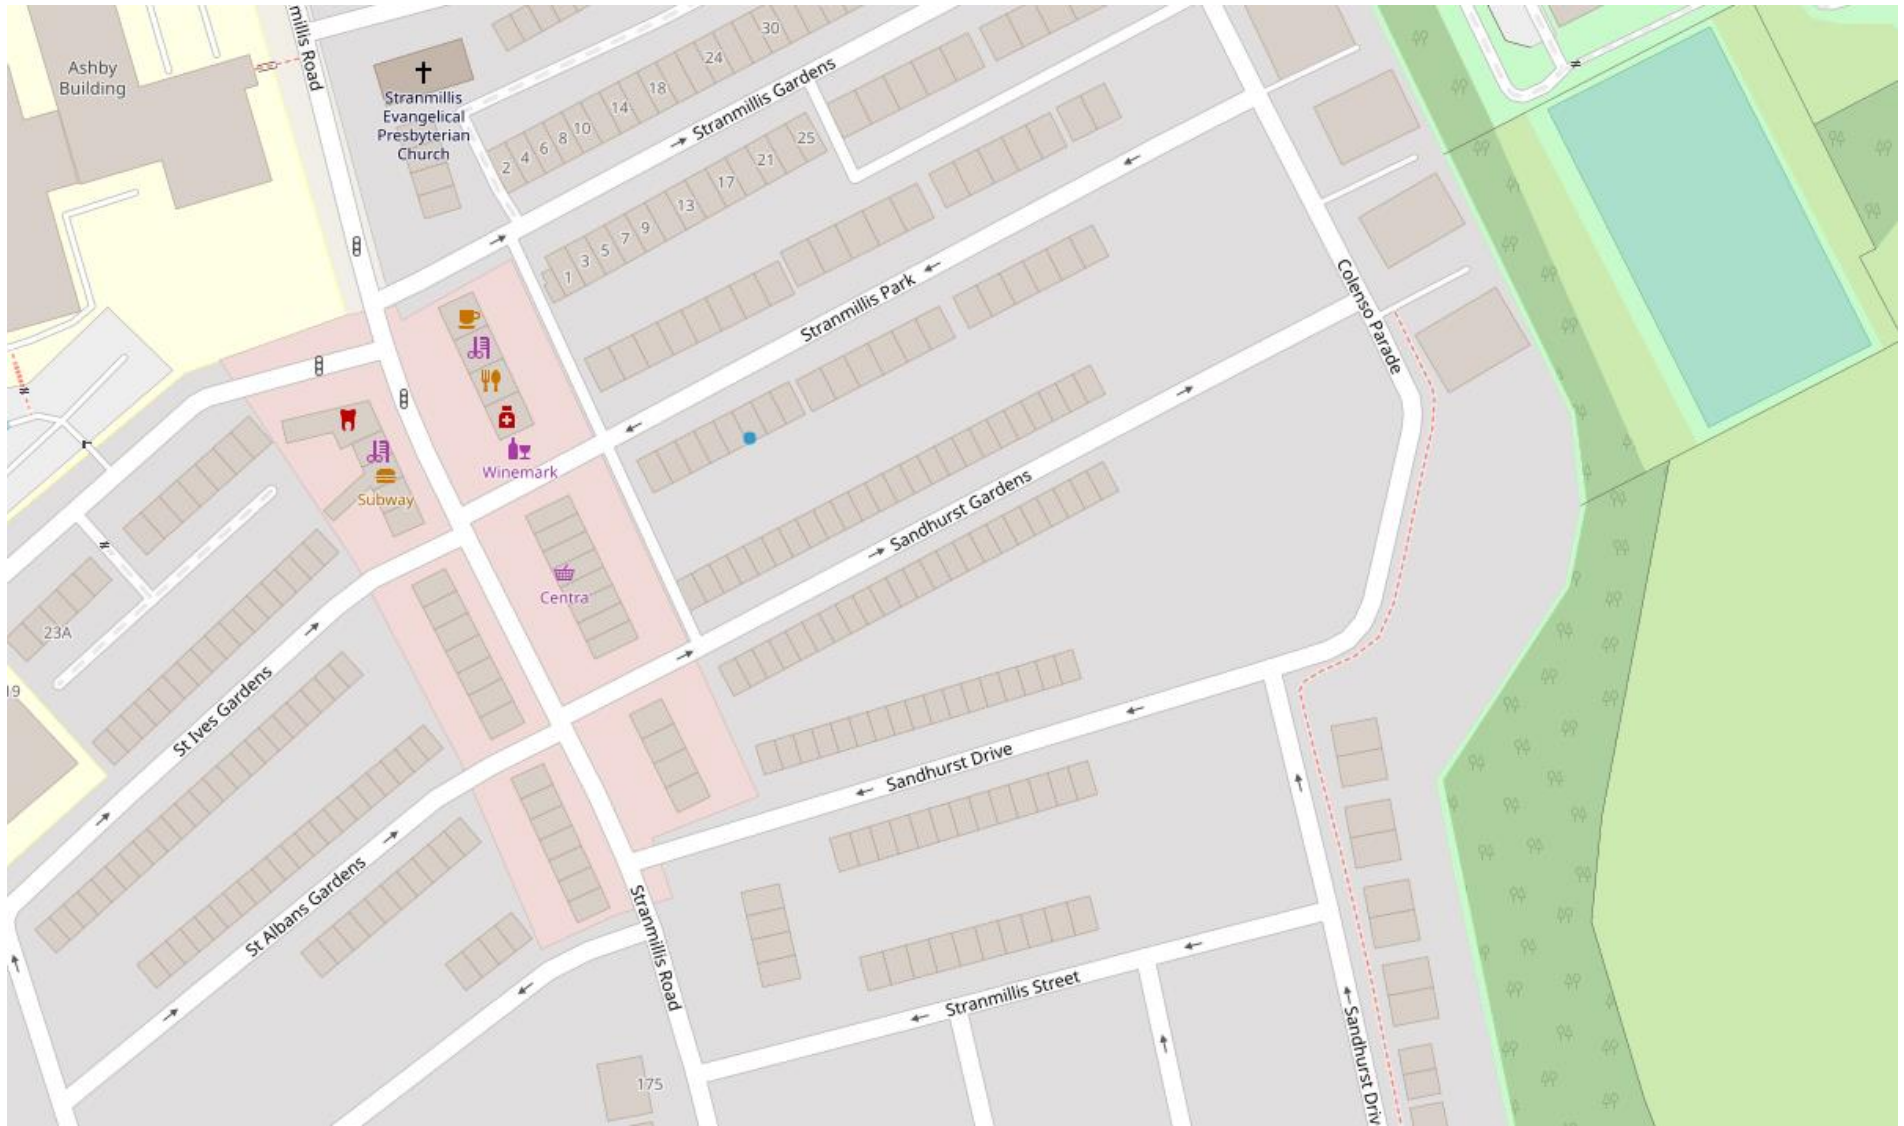 millis Road
Ashby
Building
Stranmillis
Evangelical
Presbyterian
Church
30
24
18
14
10
8
6
4
2
Stranmillis Gardens
25
21
17
13
9
7
5
3
1
Stranmillis Park
Colenso Parade
Winemark
Subway
Sandhurst Gardens
Centra
23A
19
St Ives Gardens
Sandhurst Drive
St Albans Gardens
Stranmillis Road
Stranmillis Street
Sandhurst Driv
175